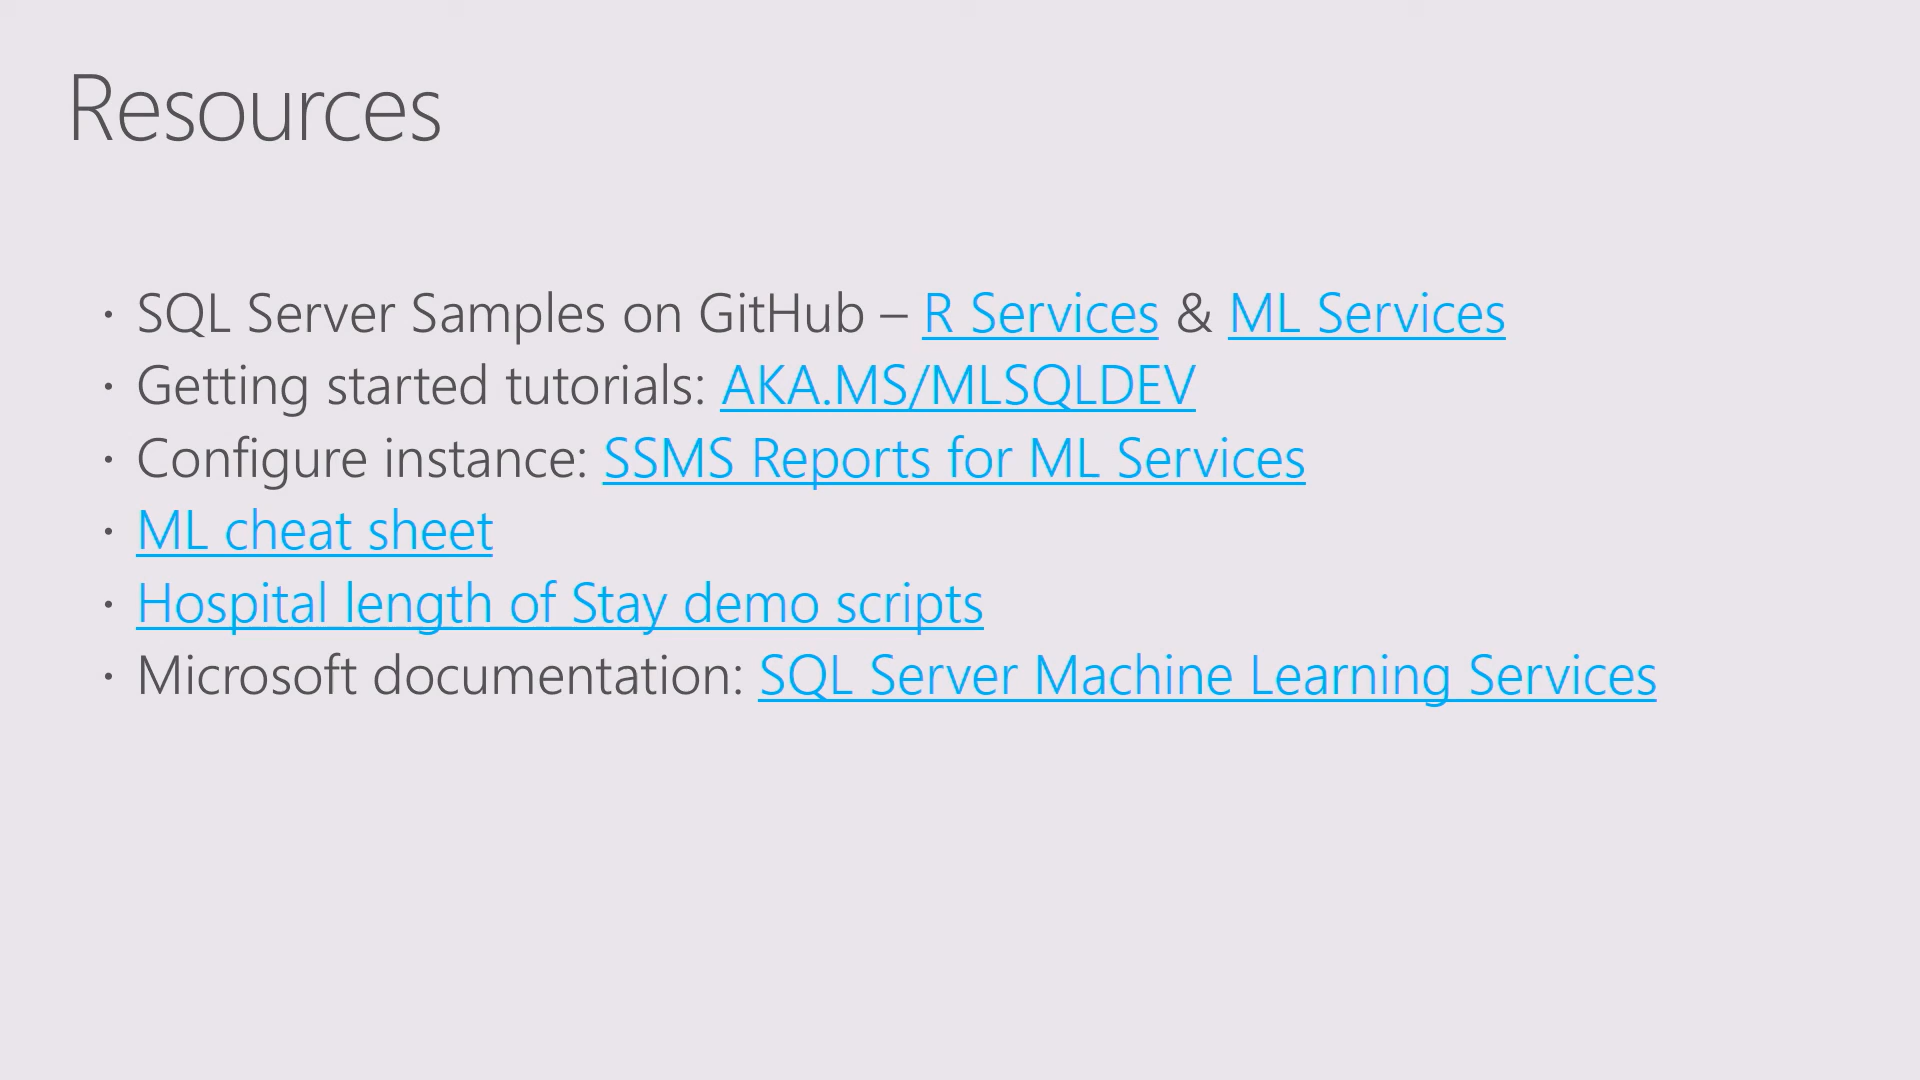 Resources
· SQL Server Samples on GitHub – R Services & ML Services
· Getting started tutorials: AKA.MS/MLSQLDEV
· Configure instance: SSMS Reports for ML Services
· ML cheat sheet
· Hospital length of Stay demo scripts
· Microsoft documentation: SQL Server Machine Learning Services